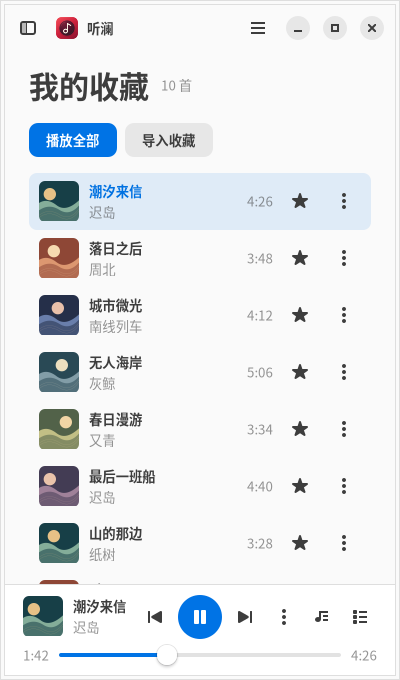 听澜
我的收藏 10 首
播放全部 导入收藏
潮汐来信
迟岛
4:26
落日之后
周北
3:48
城市微光
南线列车
4:12
无人海岸
灰鲸
5:06
春日漫游
又青
3:34
最后一班船
迟岛
4:40
山的那边
纸树
3:28
潮汐来信
迟岛
1:42 4:26